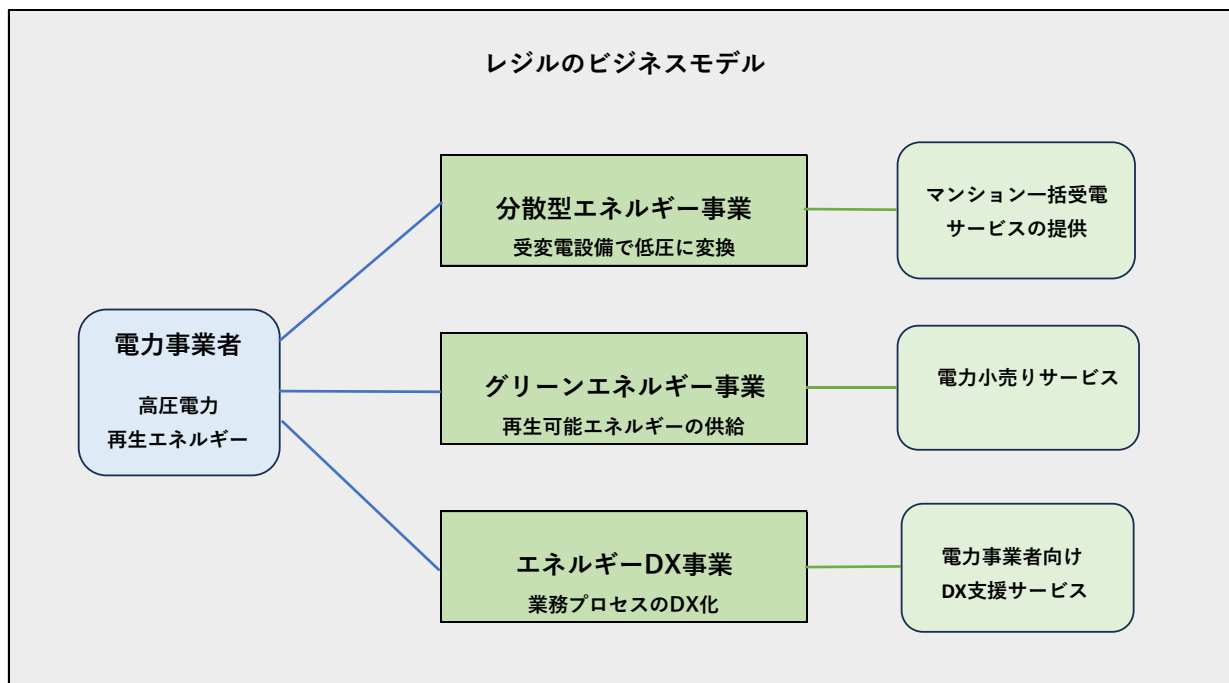 レジルのビジネスモデル
電力事業者
高圧電力
再生エネルギー
分散型エネルギー事業
受変電設備で低圧に変換
マンション一括受電
サービスの提供
グリーンエネルギー事業
再生可能エネルギーの供給
電力小売りサービス
エネルギーDX事業
業務プロセスのDX化
電力事業者向け
DX支援サービス